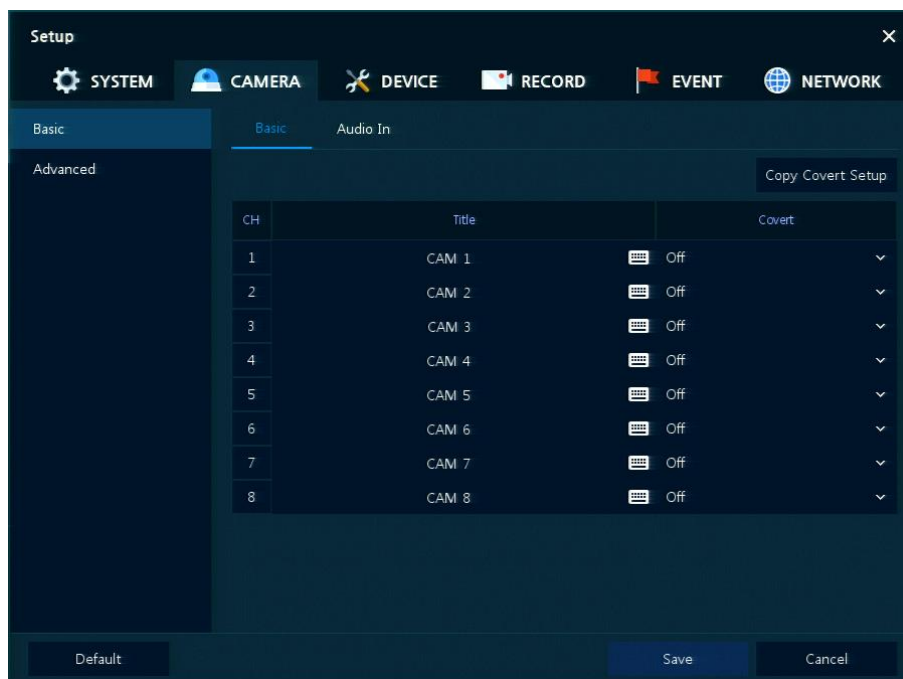 Setup
SYSTEM CAMERA DEVICE RECORD EVENT NETWORK
Basic Basic Audio In
Advanced
Copy Covert Setup
CH Title Covert
1 CAM 1 Off
2 CAM 2 Off
3 CAM 3 Off
4 CAM 4 Off
5 CAM 5 Off
6 CAM 6 Off
7 CAM 7 Off
8 CAM 8 Off
Default Save Cancel